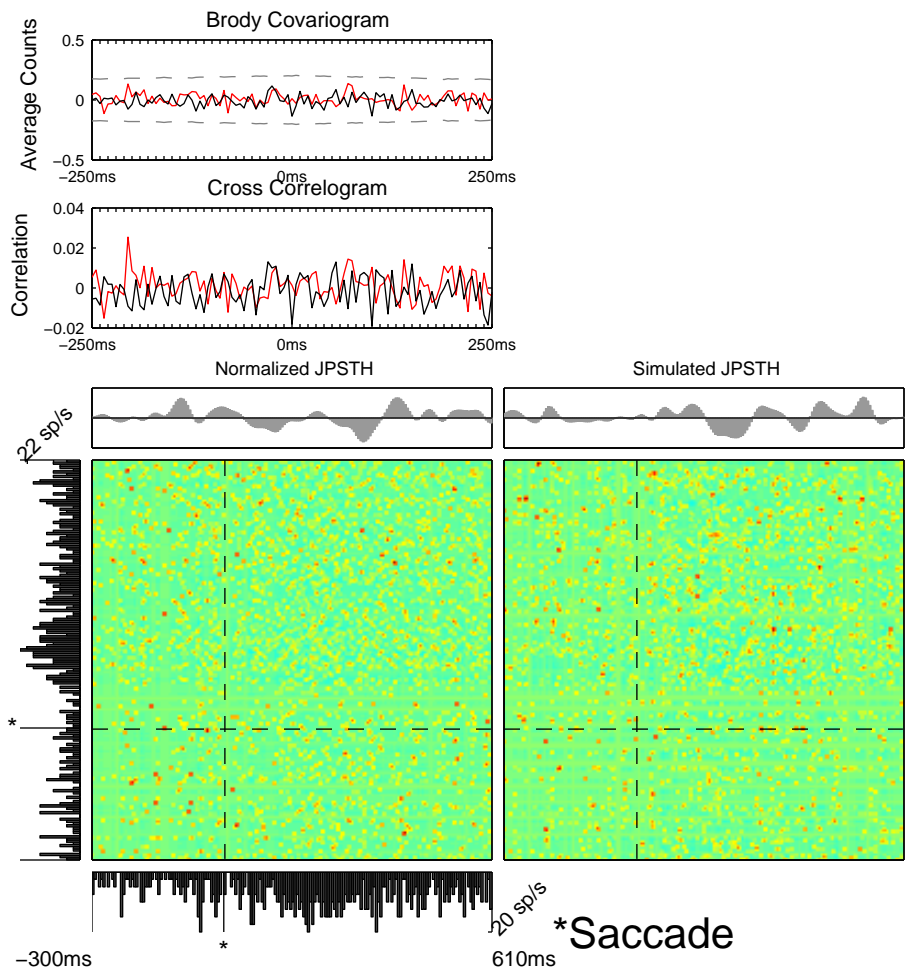 Brody Covariogram
Average Counts
0.5
0
−0.5
−250ms
0ms
250ms
Cross Correlogram
Correlation
0.04
0.02
0
−0.02
−250ms
0ms
250ms
Normalized JPSTH
Simulated JPSTH
22 sp/s
*
20 sp/s
*
*Saccade
−300ms
610ms